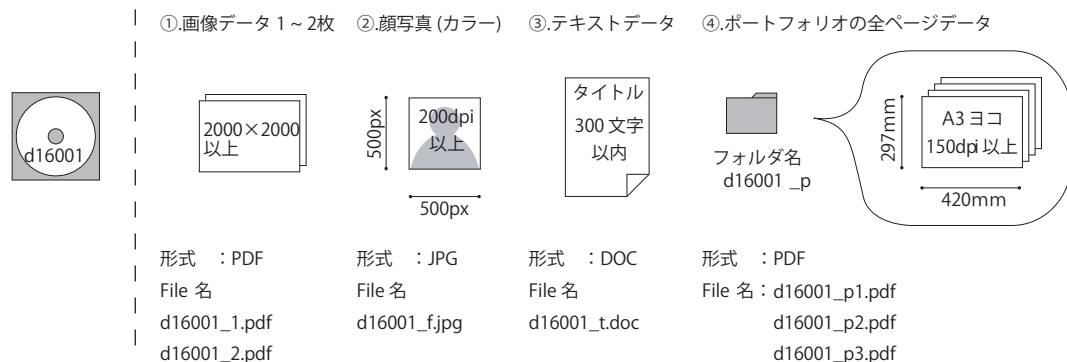 ①.画像データ 1 ~ 2枚
②.顔写真 (カラー)
③.テキストデータ
④.ポートフォリオの全ページデータ
d16001
2000×2000
以上
500px
200dpi
以上
500px
タイトル
300 文字
以内
フォルダ名
d16001 _p
297mm
A3 ヨコ
150dpi 以上
420mm
形式 : PDF
File 名
d16001_1.pdf
d16001_2.pdf
形式 : JPG
File 名
d16001_f.jpg
形式 : DOC
File 名
d16001_t.doc
形式 : PDF
File 名 : d16001_p1.pdf
d16001_p2.pdf
d16001_p3.pdf